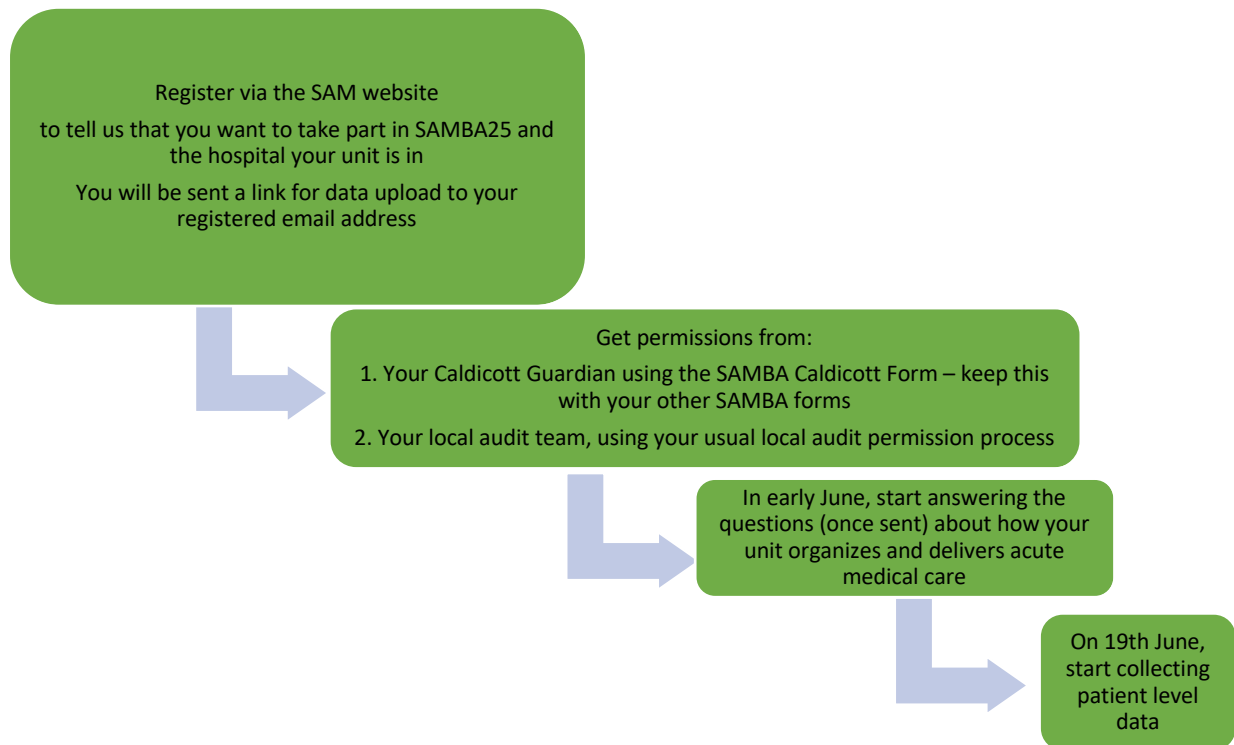 Register via the SAM website
to tell us that you want to take part in SAMBA25 and
the hospital your unit is in
You will be sent a link for data upload to your
registered email address
Get permissions from:
1. Your Caldicott Guardian using the SAMBA Caldicott Form – keep this
with your other SAMBA forms
2. Your local audit team, using your usual local audit permission process
In early June, start answering the
questions (once sent) about how your
unit organizes and delivers acute
medical care
On 19th June,
start collecting
patient level
data